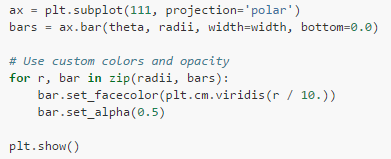 ax = plt.subplot(111, projection='polar')
bars = ax.bar(theta, radii, width=width, bottom=0.0)

# Use custom colors and opacity
for r, bar in zip(radii, bars):
    bar.set_facecolor(plt.cm.viridis(r / 10.))
    bar.set_alpha(0.5)

plt.show()